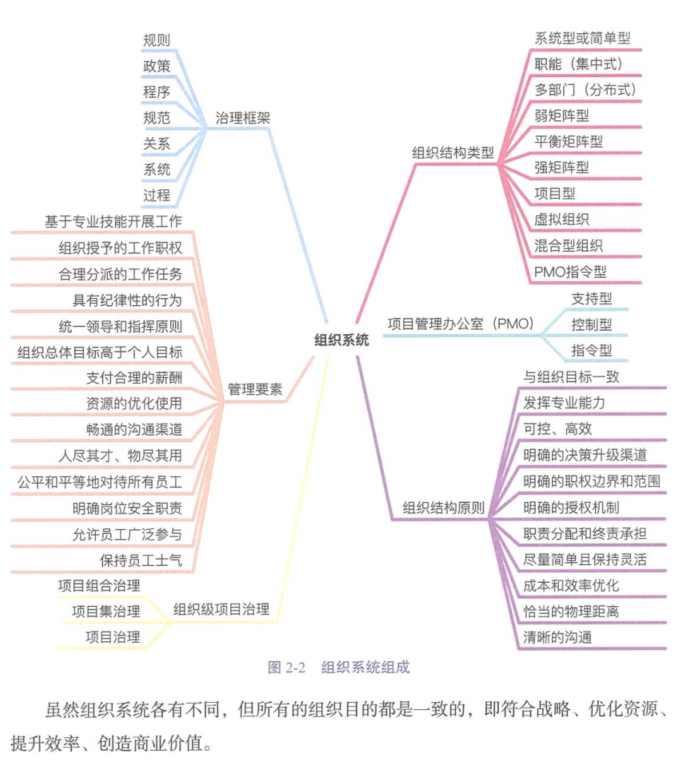 规则
政策
程序
规范
关系
系统
过程
治理框架
基于专业技能开展工作
组织授予的工作职权
合理分派的工作任务
具有纪律性的行为
统一领导和指挥原则
组织总体目标高于个人目标
支付合理的薪酬
资源的优化使用
畅通的沟通渠道
人尽其才、物尽其用
公平和平等地对待所有员工
明确岗位安全职责
允许员工广泛参与
保持员工士气
管理要素
项目组合治理
项目集治理
项目治理
组织级项目治理
组织系统
组织结构类型
系统型或简单型
职能（集中式）
多部门（分布式）
弱矩阵型
平衡矩阵型
强矩阵型
项目型
虚拟组织
混合型组织
PMO指令型
项目管理办公室（PMO）
支持型
控制型
指令型
组织结构原则
与组织目标一致
发挥专业能力
可控、高效
明确的决策升级渠道
明确的职权边界和范围
明确的授权机制
职责分配和终责承担
尽量简单且保持灵活
成本和效率优化
恰当的物理距离
清晰的沟通
图 2-2 组织系统组成
虽然组织系统各有不同，但所有的组织目的都是一致的，即符合战略、优化资源、
提升效率、创造商业价值。